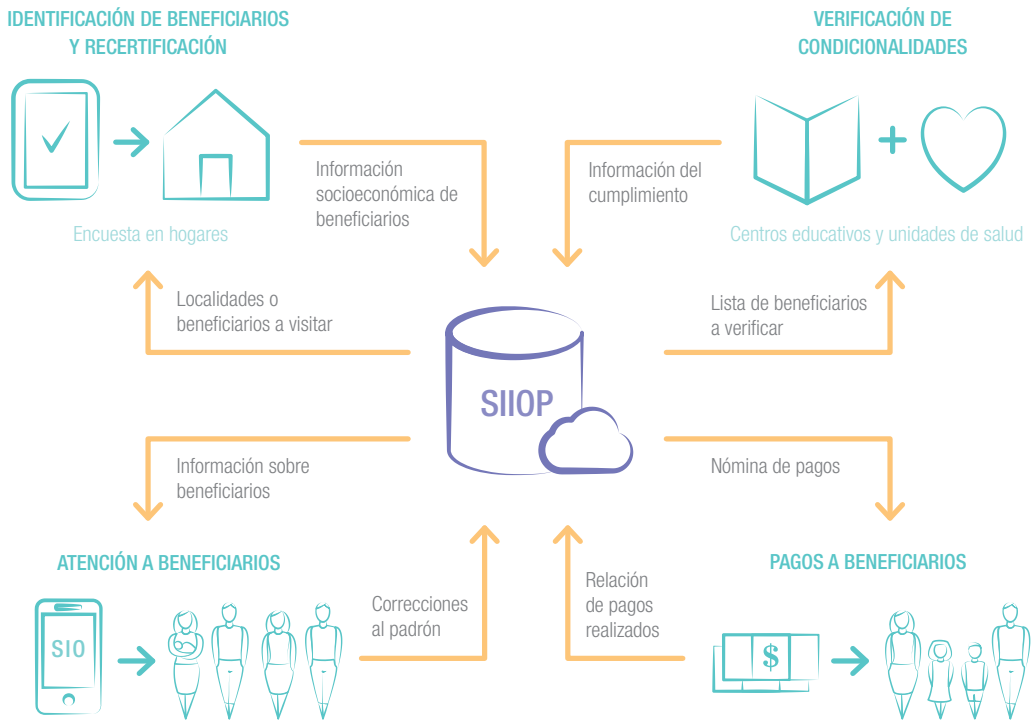 IDENTIFICACIÓN DE BENEFICIARIOS
Y RECERTIFICACIÓN
VERIFICACIÓN DE
CONDICIONALIDADES
Información
socioeconómica de
beneficiarios
Información del
cumplimiento
Encuesta en hogares
Centros educativos y unidades de salud
Localidades o
beneficiarios a visitar
Lista de beneficiarios
a verificar
SIIOP
Información sobre
beneficiarios
Nómina de pagos
ATENCIÓN A BENEFICIARIOS
PAGOS A BENEFICIARIOS
SIO
Correcciones
al padrón
Relación
de pagos
realizados
$